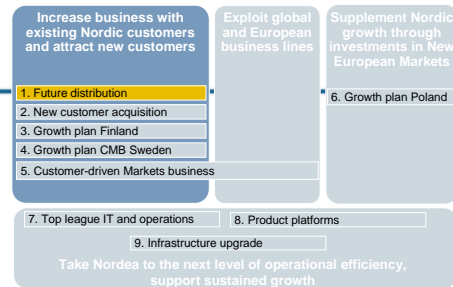 Increase business with
existing Nordic customers
and attract new customers
Exploit global
and European
business lines
Supplement Nordic
growth through
investments in New
European Markets
1. Future distribution
2. New customer acquisition
3. Growth plan Finland
4. Growth plan CMB Sweden
5. Customer-driven Markets business
6. Growth plan Poland
7. Top league IT and operations
8. Product platforms
9. Infrastructure upgrade
Take Nordea to the next level of operational efficiency,
support sustained growth